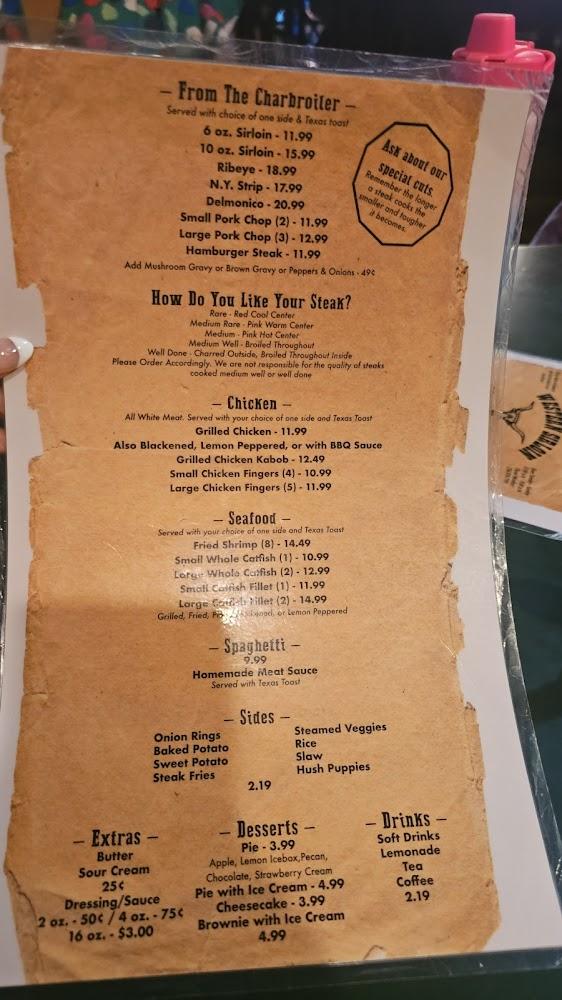 – From The Charbroiler –
Served with choice of one side & Texas toast
6 oz. Sirloin - 11.99
10 oz. Sirloin - 15.99
Ribeye - 18.99
N.Y. Strip - 17.99
Delmonico - 20.99
Small Pork Chop (2) - 11.99
Large Pork Chop (3) - 12.99
Hamburger Steak - 11.99
Add Mushroom Gravy or Brown Gravy or Peppers & Onions - 49¢
Ask about our
special cuts.
Remember the longer
a steak cooks the
smaller and tougher
it becomes.
How Do You Like Your Steak?
Rare - Red Cool Center
Medium Rare - Pink Warm Center
Medium - Pink Hot Center
Medium Well - Broiled Throughout
Well Done - Charred Outside, Broiled Throughout Inside
Please Order Accordingly. We are not responsible for the quality of steaks
cooked medium well or well done
– Chicken –
All White Meat. Served with your choice of one side and Texas Toast
Grilled Chicken - 11.99
Also Blackened, Lemon Peppered, or with BBQ Sauce
Grilled Chicken Kabob - 12.49
Small Chicken Fingers (4) - 10.99
Large Chicken Fingers (5) - 11.99
– Seafood –
Served with your choice of one side and Texas Toast
Fried Shrimp (8) - 14.49
Small Whole Catfish (1) - 10.99
Large Whole Catfish (2) - 12.99
Small Catfish Fillet (1) - 11.99
Large Catfish Fillet (2) - 14.99
Grilled, Fried, or Lemon Peppered
– Spaghetti –
9.99
Homemade Meat Sauce
Served with Texas Toast
– Sides –
Onion Rings
Baked Potato
Sweet Potato
Steak Fries
Steamed Veggies
Rice
Slaw
Hush Puppies
2.19
– Extras –
Butter
Sour Cream
25¢
Dressing/Sauce
2 oz. - 50¢ / 4 oz. - 75¢
16 oz. - $3.00
– Desserts –
Pie - 3.99
Apple, Lemon Icebox,Pecan,
Chocolate, Strawberry Cream
Pie with Ice Cream - 4.99
Cheesecake - 3.99
Brownie with Ice Cream
4.99
– Drinks –
Soft Drinks
Lemonade
Tea
Coffee
2.19
WESTERN